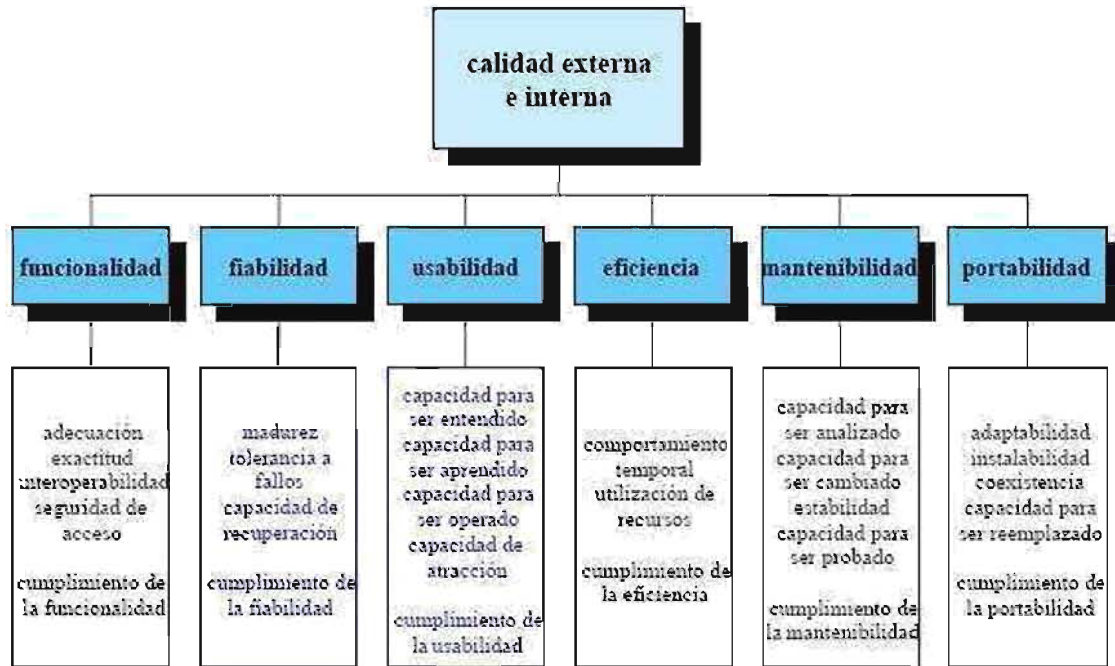 calidad externa
e interna
funcionalidad
fiabilidad
usabilidad
eficiencia
mantenibilidad
portabilidad
adecuación
exactitud
interoperabilidad
seguridad de
acceso
cumplimiento de
la funcionalidad
madurez
tolerancia a
fallos
capacidad de
recuperación
cumplimiento de
la fiabilidad
capacidad para
ser entendido
capacidad para
ser aprendido
capacidad para
ser operado
capacidad de
atracción
cumplimiento de
la usabilidad
comportamiento
temporal
utilización de
recursos
cumplimiento de
la eficiencia
capacidad para
ser analizado
capacidad para
ser cambiado
estabilidad
capacidad para
ser probado
cumplimiento de
la mantenibilidad
adaptabilidad
instalabilidad
coexistencia
capacidad para
ser reemplazado
cumplimiento de
la portabilidad